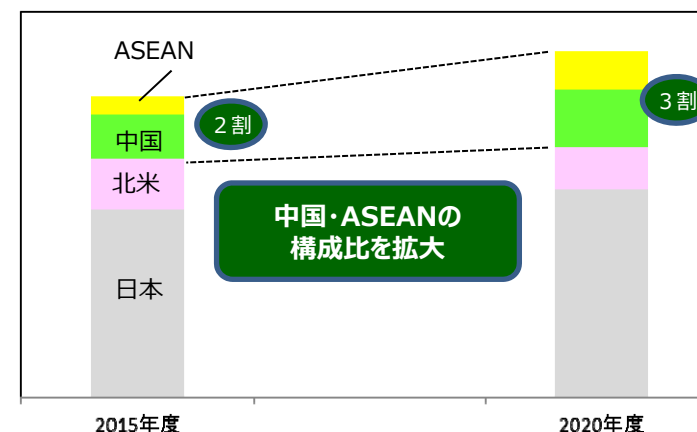 ASEAN
２割
３割
中国
北米
中国･ASEANの
構成比を拡大
日本
2015年度
2020年度